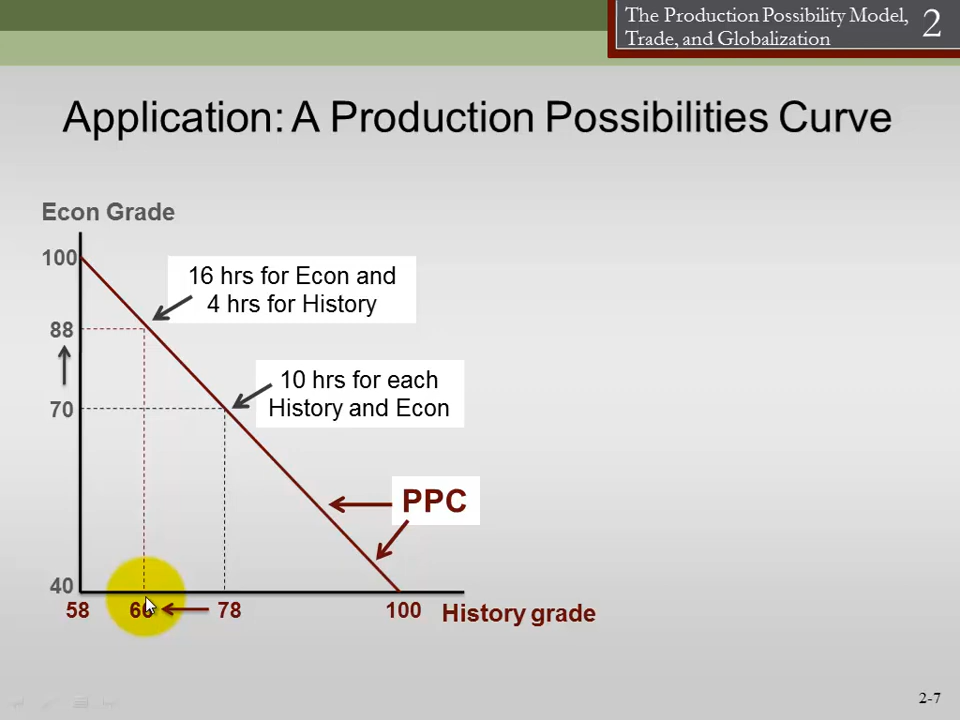 The Production Possibility Model,
Trade, and Globalization
2
Application: A Production Possibilities Curve
Econ Grade
100
16 hrs for Econ and
4 hrs for History
88
10 hrs for each
History and Econ
70
PPC
40
58
66
78
100
History grade
2-7